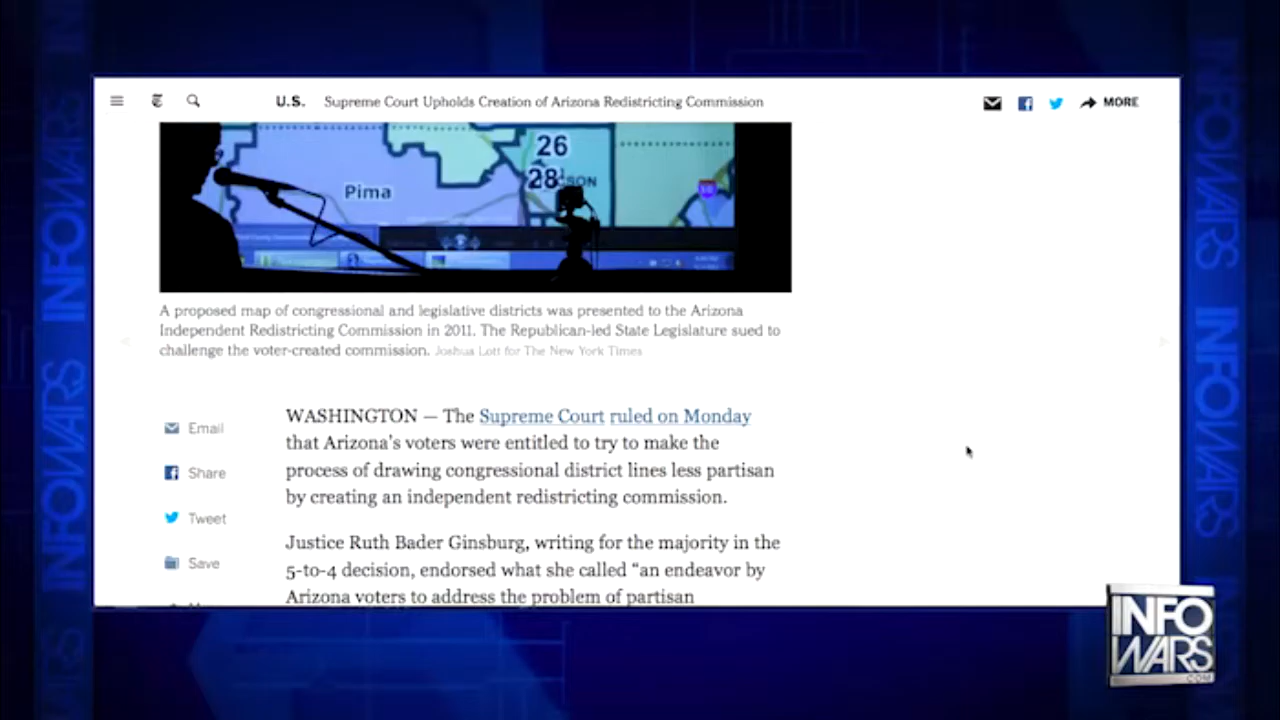 U.S. Supreme Court Upholds Creation of Arizona Redistricting Commission
MORE
26
28
Pima
A proposed map of congressional and legislative districts was presented to the Arizona
Independent Redistricting Commission in 2011. The Republican-led State Legislature sued to
challenge the voter-created commission. Joshua Lott for The New York Times
Email
Share
Tweet
Save
WASHINGTON — The Supreme Court ruled on Monday
that Arizona's voters were entitled to try to make the
process of drawing congressional district lines less partisan
by creating an independent redistricting commission.
Justice Ruth Bader Ginsburg, writing for the majority in the
5-to-4 decision, endorsed what she called “an endeavor by
Arizona voters to address the problem of partisan
INFOWARS
INFOWARS
INFOWARS
INFOWARS
INFO
WARS
.COM